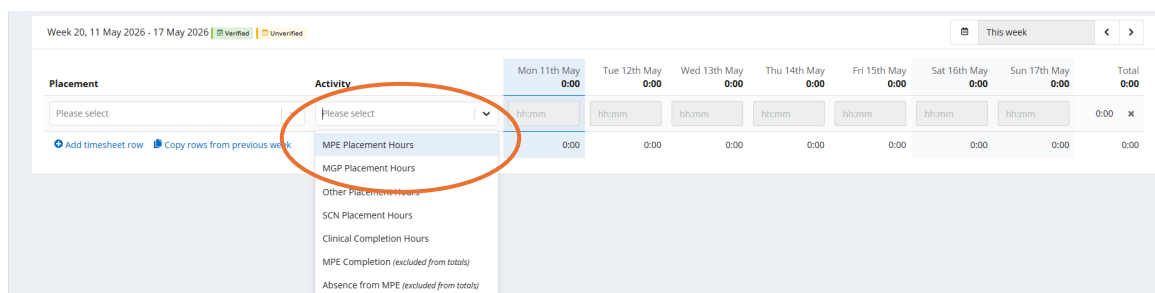 Week 20, 11 May 2026 - 17 May 2026 Verified Unverified This week
Placement Activity Mon 11th May 0:00 Tue 12th May 0:00 Wed 13th May 0:00 Thu 14th May 0:00 Fri 15th May 0:00 Sat 16th May 0:00 Sun 17th May 0:00 Total 0:00
Please select Please select hh:mm hh:mm hh:mm hh:mm hh:mm hh:mm hh:mm 0:00
Add timesheet row Copy rows from previous week 0:00 0:00 0:00 0:00 0:00 0:00 0:00 0:00
MPE Placement Hours
MGP Placement Hours
Other Placement Hours
SCN Placement Hours
Clinical Completion Hours
MPE Completion (excluded from totals)
Absence from MPE (excluded from totals)